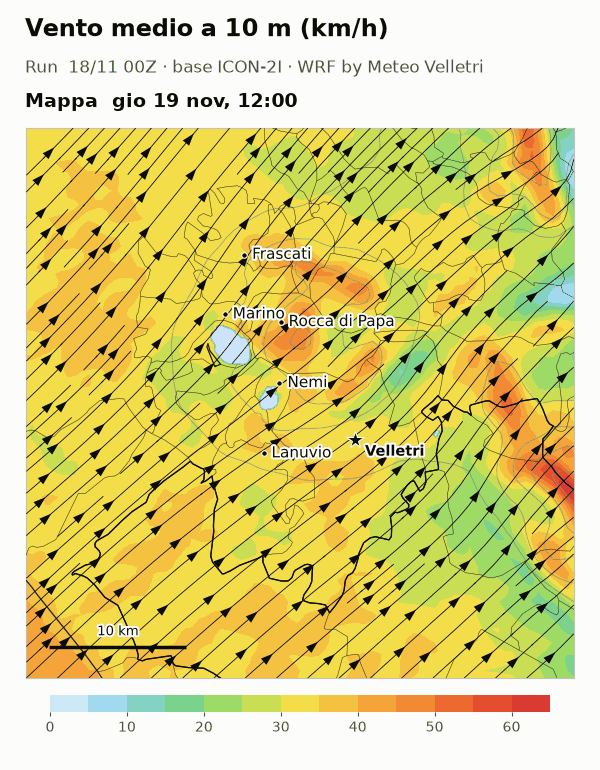 Vento medio a 10 m (km/h)
Run  18/11 00Z · base ICON-2I · WRF by Meteo Velletri
Mappa  gio 19 nov, 12:00
Frascati
Marino
Rocca di Papa
Nemi
Velletri
Lanuvio
10 km
0 10 20 30 40 50 60